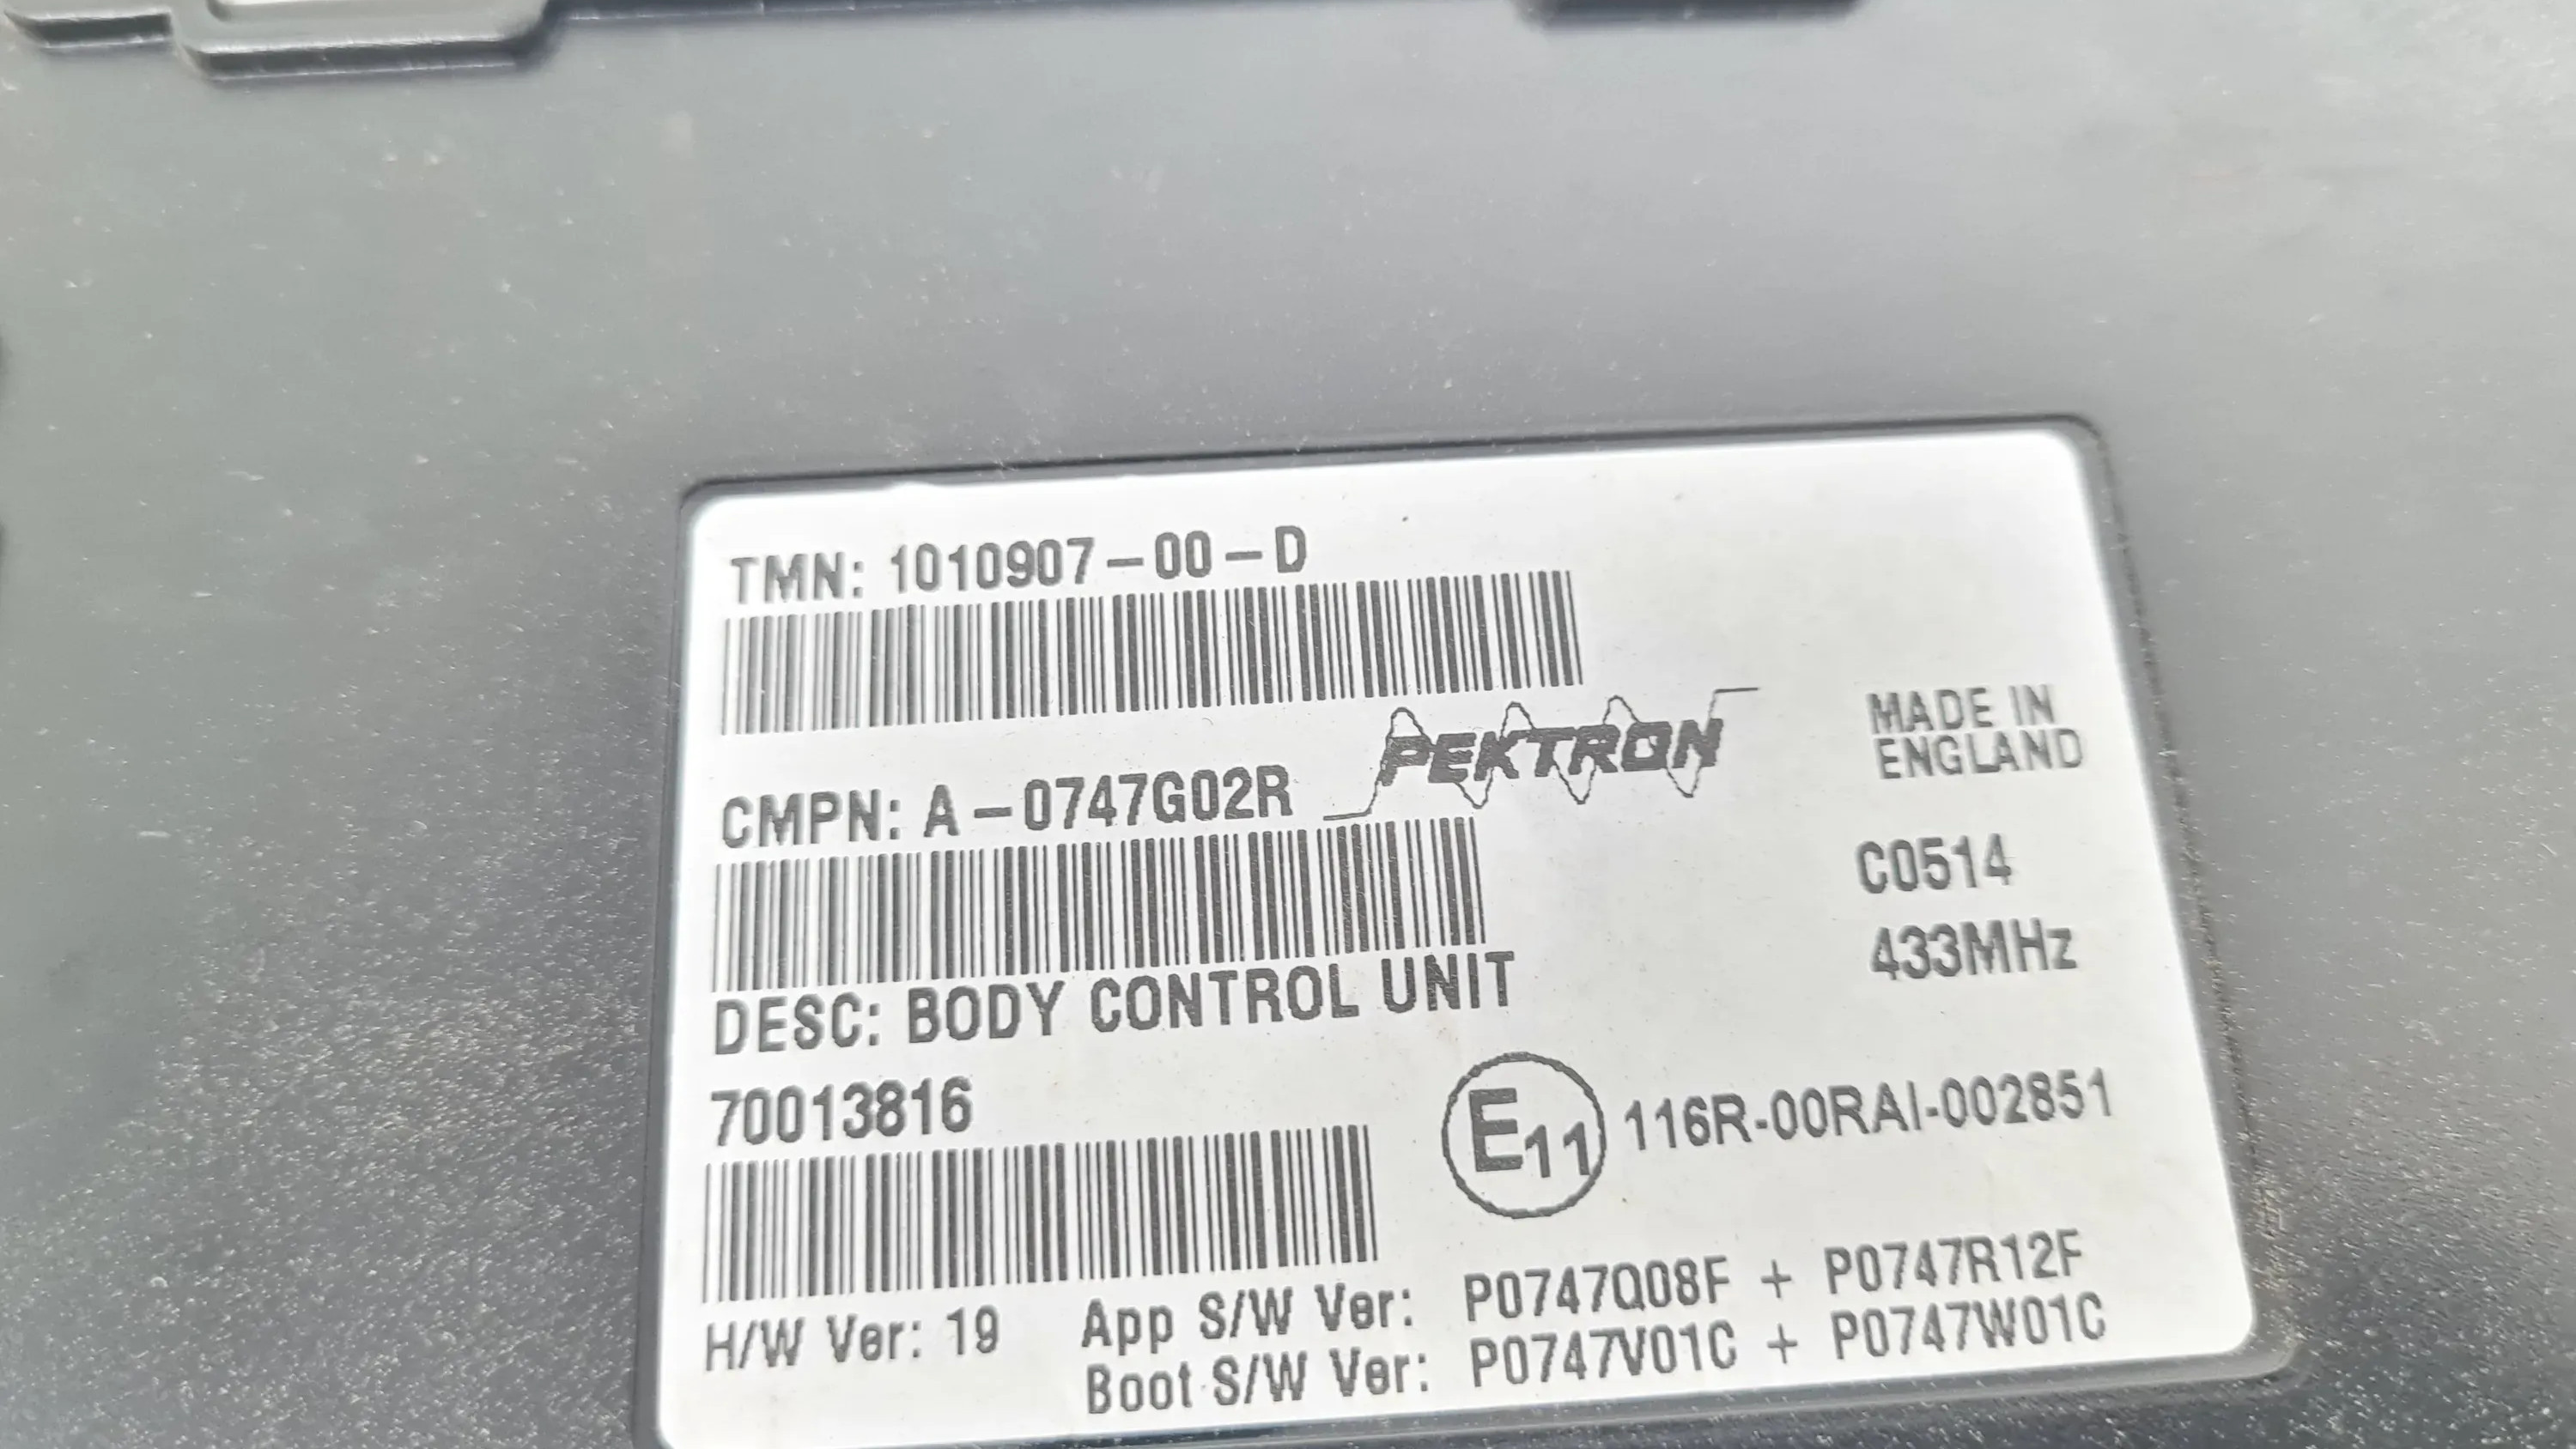 TMN: 1010907-00-D
CMPN: A-0747G02R
PEKTRON
MADE IN
ENGLAND
C0514
433MHz
DESC: BODY CONTROL UNIT
70013816
E11 116R-00RAI-002851
H/W Ver: 19
App S/W Ver: P0747Q08F + P0747R12F
Boot S/W Ver: P0747V01C + P0747W01C